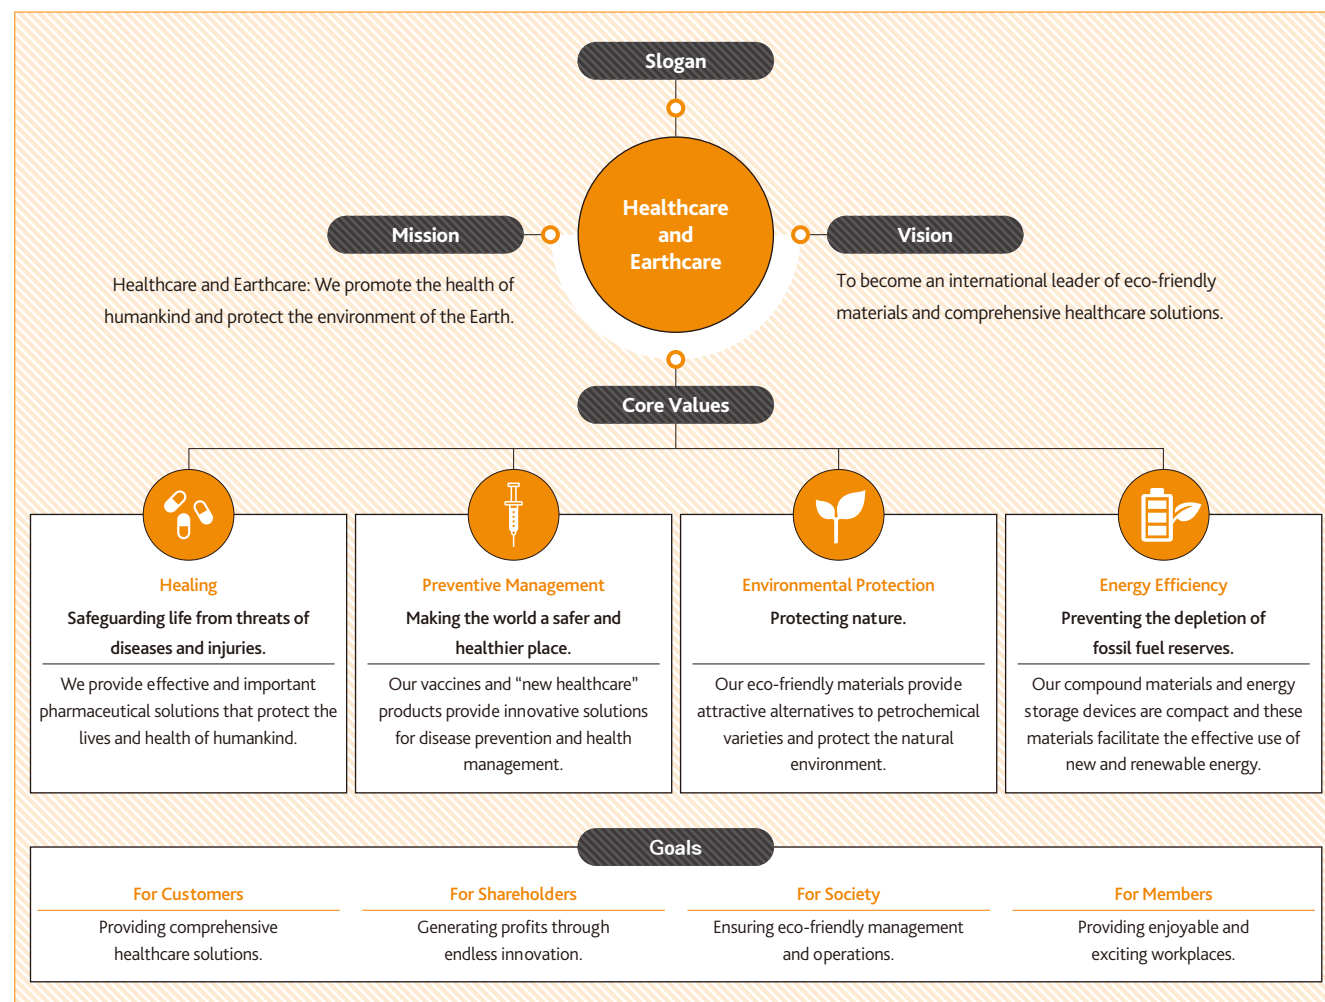 Slogan
Healthcare
and
Earthcare
Mission
Healthcare and Earthcare: We promote the health of
humankind and protect the environment of the Earth.
Vision
To become an international leader of eco-friendly
materials and comprehensive healthcare solutions.
Core Values
Healing
Safeguarding life from threats of
diseases and injuries.
We provide effective and important
pharmaceutical solutions that protect the
lives and health of humankind.
Preventive Management
Making the world a safer and
healthier place.
Our vaccines and “new healthcare”
products provide innovative solutions
for disease prevention and health
management.
Environmental Protection
Protecting nature.
Our eco-friendly materials provide
attractive alternatives to petrochemical
varieties and protect the natural
environment.
Energy Efficiency
Preventing the depletion of
fossil fuel reserves.
Our compound materials and energy
storage devices are compact and these
materials facilitate the effective use of
new and renewable energy.
Goals
For Customers
Providing comprehensive
healthcare solutions.
For Shareholders
Generating profits through
endless innovation.
For Society
Ensuring eco-friendly management
and operations.
For Members
Providing enjoyable and
exciting workplaces.